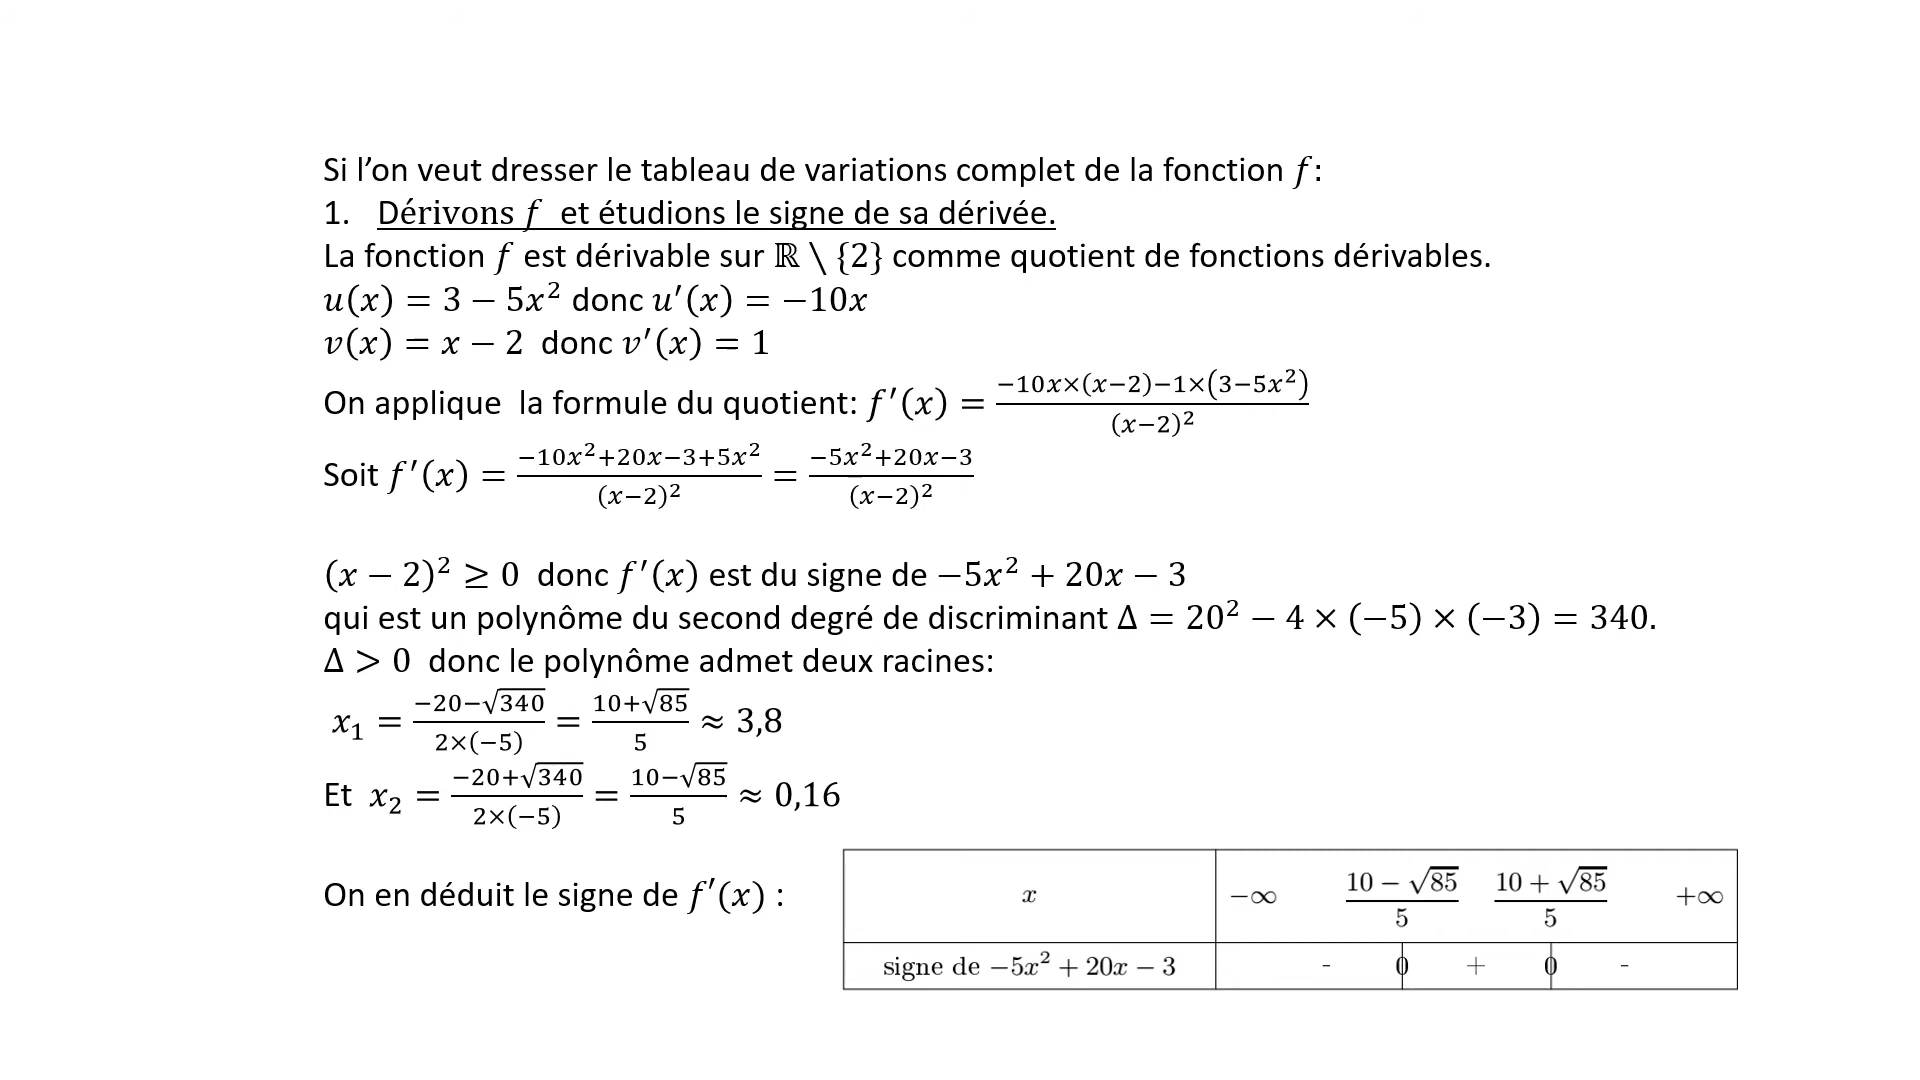 Si l’on veut dresser le tableau de variations complet de la fonction f:
1. Dérivons f et étudions le signe de sa dérivée.
La fonction f est dérivable sur ℝ \ {2} comme quotient de fonctions dérivables.
u(x) = 3 − 5x² donc u′(x) = −10x
v(x) = x − 2 donc v′(x) = 1
On applique la formule du quotient: f′(x) = (−10x×(x−2)−1×(3−5x²))/((x−2)²)
Soit f′(x) = (−10x²+20x−3+5x²)/((x−2)²) = (−5x²+20x−3)/((x−2)²)
(x − 2)² ≥ 0 donc f′(x) est du signe de −5x² + 20x − 3
qui est un polynôme du second degré de discriminant Δ = 20² − 4 × (−5) × (−3) = 340.
Δ > 0 donc le polynôme admet deux racines:
x₁ = (−20−√340)/(2×(−5)) = (10+√85)/5 ≈ 3,8
Et x₂ = (−20+√340)/(2×(−5)) = (10−√85)/5 ≈ 0,16
On en déduit le signe de f′(x) :
x −∞ (10 − √85)/5 (10 + √85)/5 +∞
signe de −5x² + 20x − 3 - 0 + 0 -